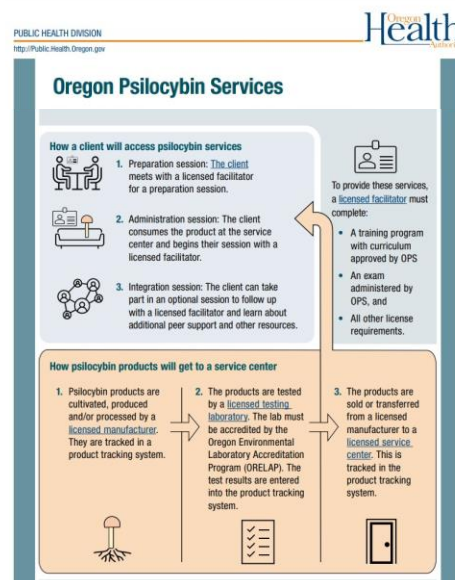 PUBLIC HEALTH DIVISION
http://Public.Health.Oregon.gov
Oregon
Health
Authority
Oregon Psilocybin Services
How a client will access psilocybin services
1. Preparation session: The client
meets with a licensed facilitator
for a preparation session.
2. Administration session: The client
consumes the product at the service
center and begins their session with a
licensed facilitator.
3. Integration session: The client can take
part in an optional session to follow up
with a licensed facilitator and learn about
additional peer support and other resources.
To provide these services,
a licensed facilitator must
complete:
• A training program
with curriculum
approved by OPS
• An exam
administered by
OPS, and
• All other license
requirements.
How psilocybin products will get to a service center
1. Psilocybin products are
cultivated, produced
and/or processed by a
licensed manufacturer.
They are tracked in a
product tracking system.
2. The products are tested
by a licensed testing
laboratory. The lab must
be accredited by the
Oregon Environmental
Laboratory Accreditation
Program (ORELAP). The
test results are entered
into the product tracking
system.
3. The products are
sold or transferred
from a licensed
manufacturer to a
licensed service
center. This is
tracked in the
product tracking
system.